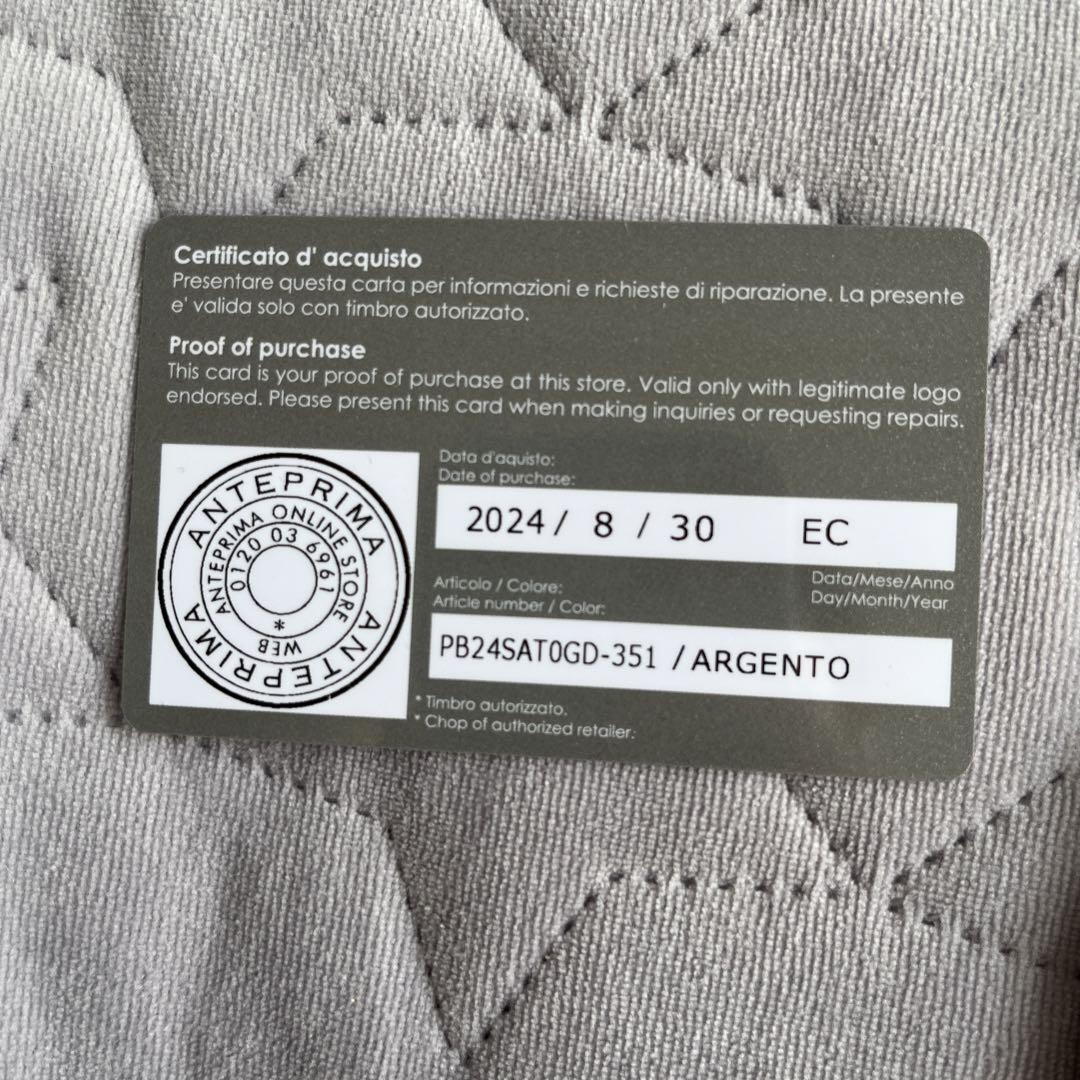 Certificato d' acquisto
Presentare questa carta per informazioni e richieste di riparazione. La presente
e' valida solo con timbro autorizzato.
Proof of purchase
This card is your proof of purchase at this store. Valid only with legitimate logo
endorsed. Please present this card when making inquiries or requesting repairs.
ANTEPRIMA
ANTEPRIMA ONLINE STORE
0120 03 6961
*
WEB
ANTEPRIMA
Data d'aquisto:
Date of purchase:
2024/ 8 / 30 EC
Data/Mese/Anno
Day/Month/Year
Articolo / Colore:
Article number / Color:
PB24SAT0GD-351 /ARGENTO
* Timbro autorizzato.
* Chop of authorized retailer.